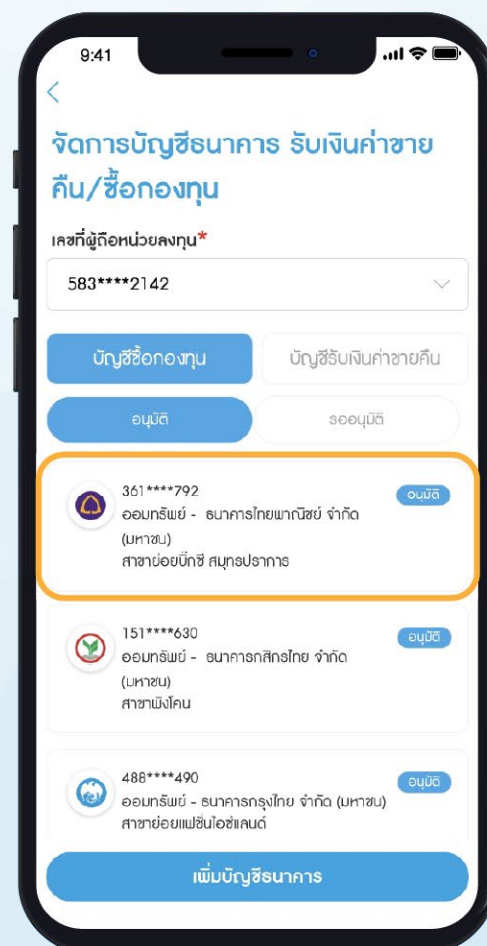 9:41
จัดการบัญชีธนาคาร รับเงินค่าขาย
คืน/ซื้อกองทุน
เลขที่ผู้ถือหน่วยลงทุน*
583****2142
บัญชีซื้อกองทุน บัญชีรับเงินค่าขายคืน
อนุมัติ รออนุมัติ
361****792 อนุมัติ
ออมทรัพย์ - ธนาคารไทยพาณิชย์ จำกัด
(มหาชน)
สาขาย่อยบิ๊กซี สมุทรปราการ
151****630 อนุมัติ
ออมทรัพย์ - ธนาคารกสิกรไทย จำกัด
(มหาชน)
สาขาพังโคน
488****490 อนุมัติ
ออมทรัพย์ - ธนาคารกรุงไทย จำกัด (มหาชน)
สาขาย่อยแฟชั่นไอซ์แลนด์
เพิ่มบัญชีธนาคาร